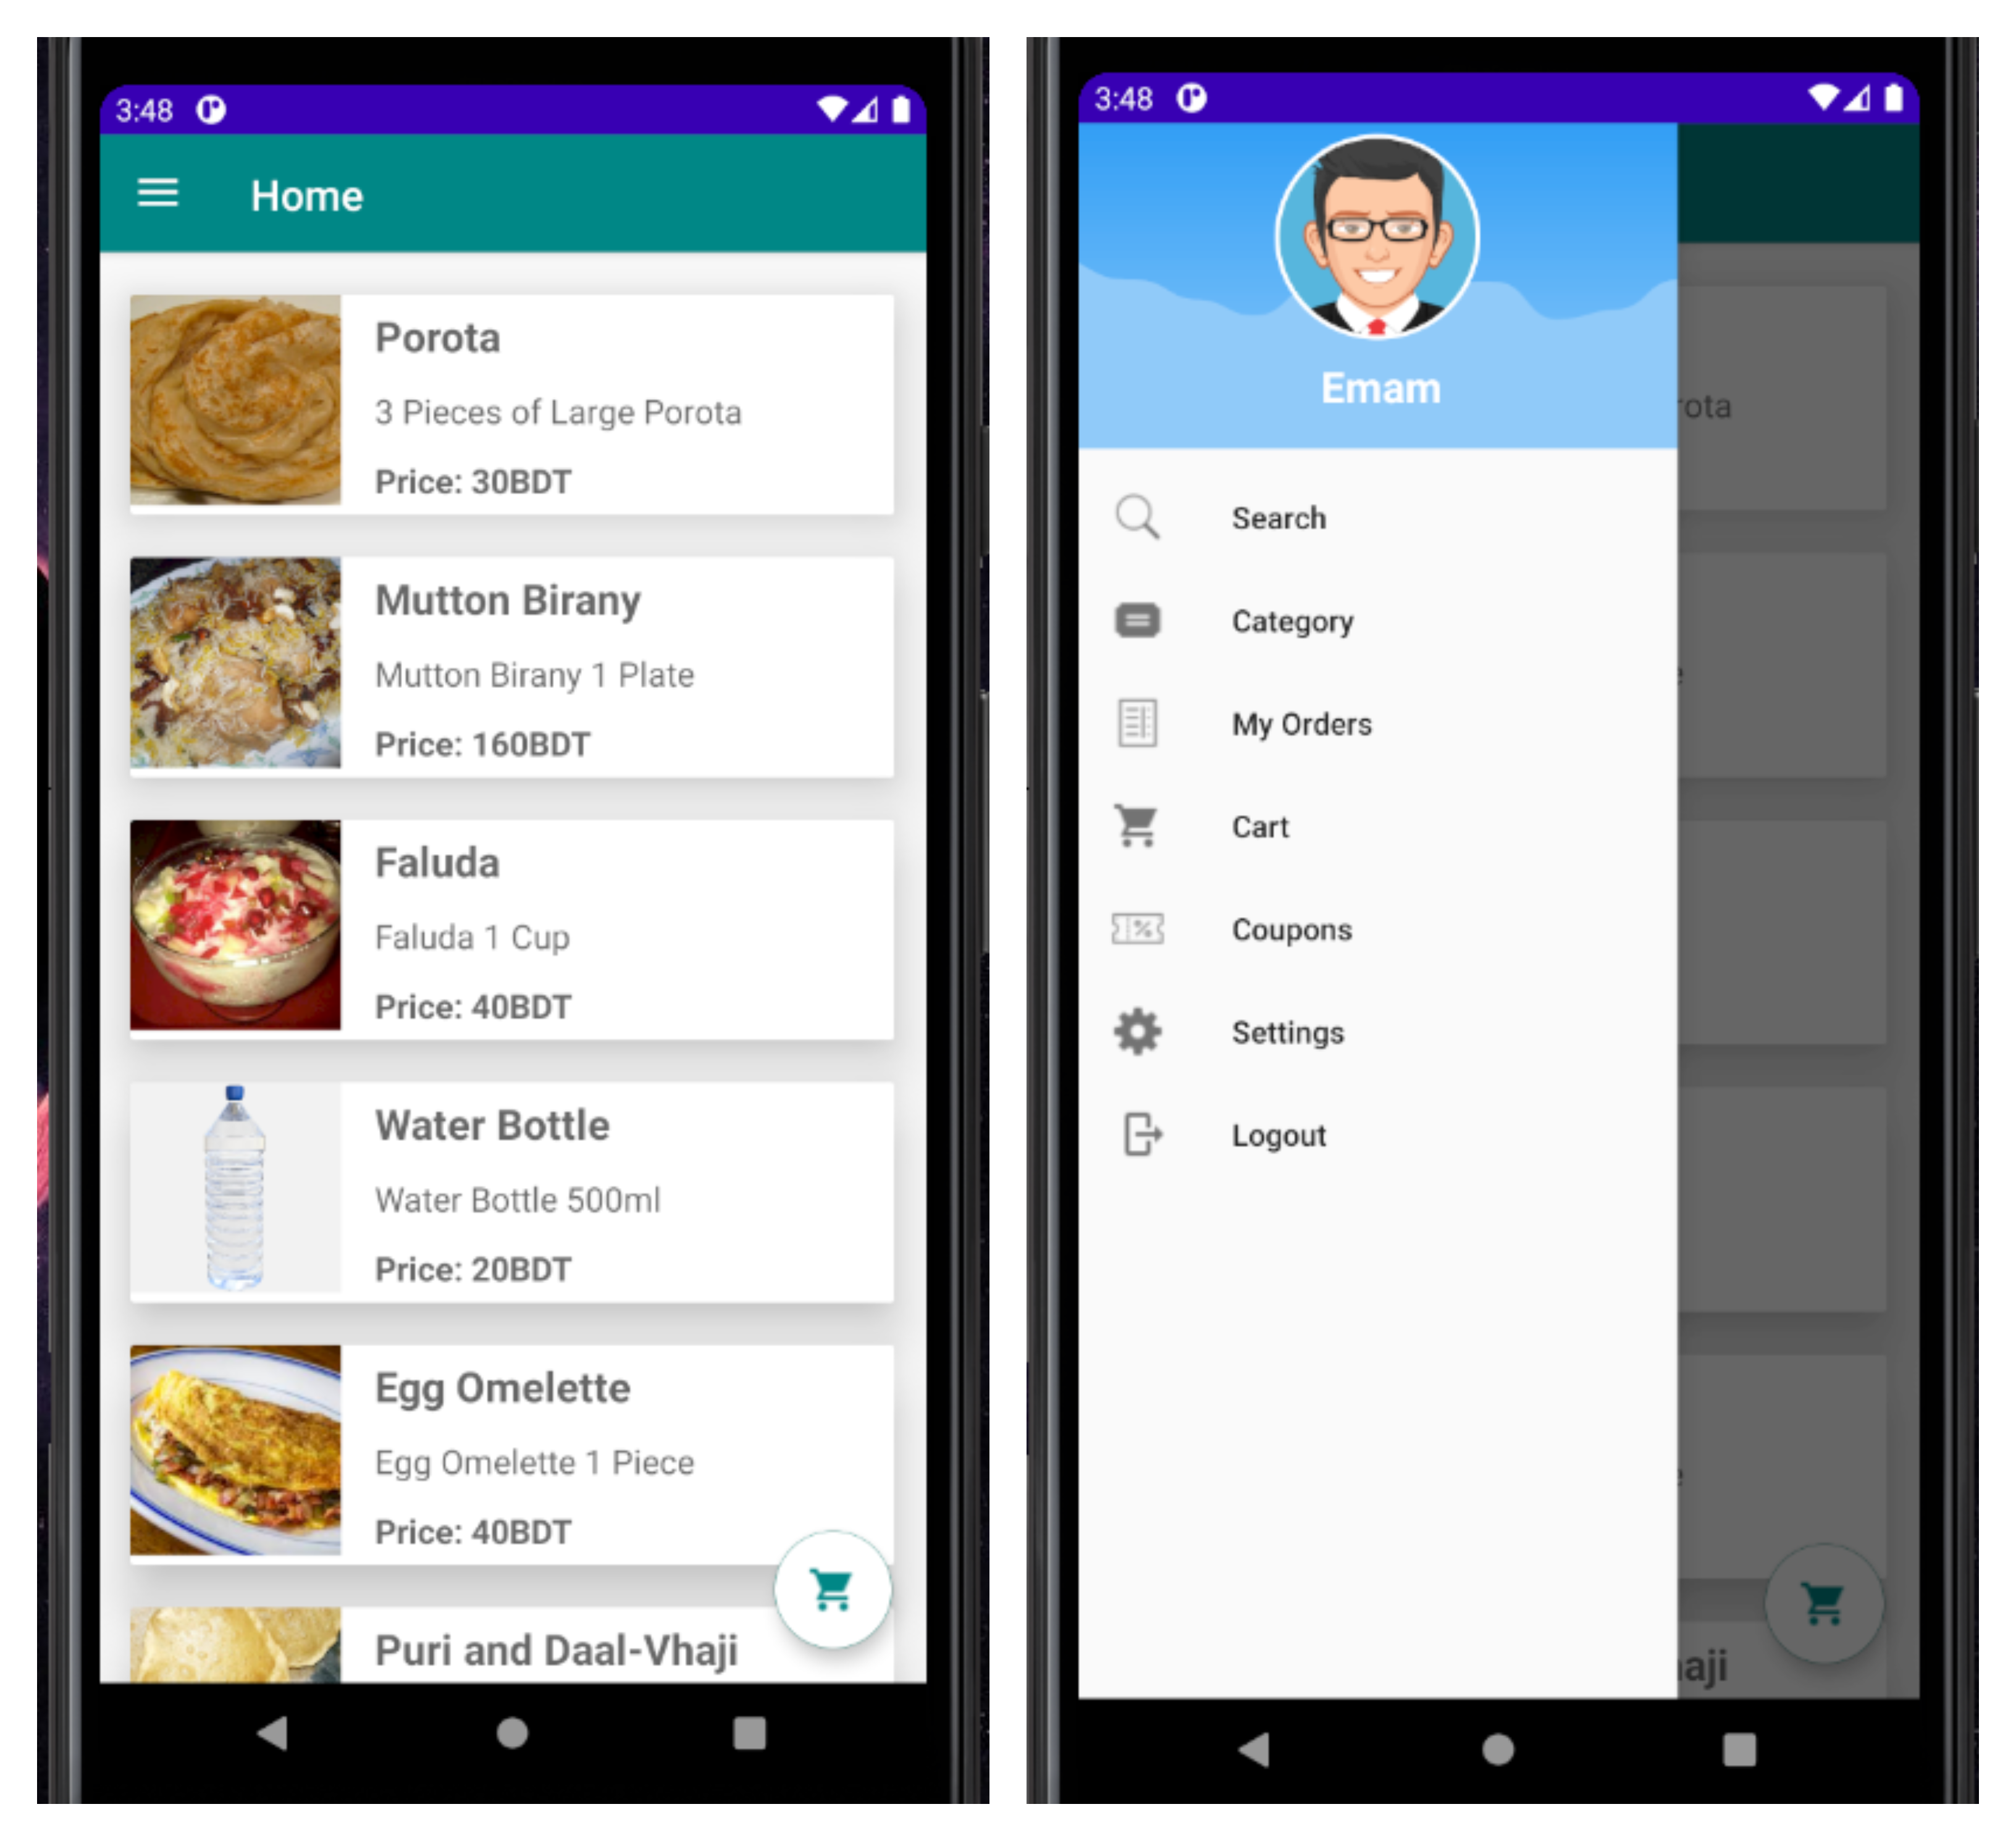 3:48
Home
Porota
3 Pieces of Large Porota
Price: 30BDT
Mutton Birany
Mutton Birany 1 Plate
Price: 160BDT
Faluda
Faluda 1 Cup
Price: 40BDT
Water Bottle
Water Bottle 500ml
Price: 20BDT
Egg Omelette
Egg Omelette 1 Piece
Price: 40BDT
Puri and Daal-Vhaji
3:48
Emam
rota
Search
Category
My Orders
Cart
Coupons
Settings
Logout
haji